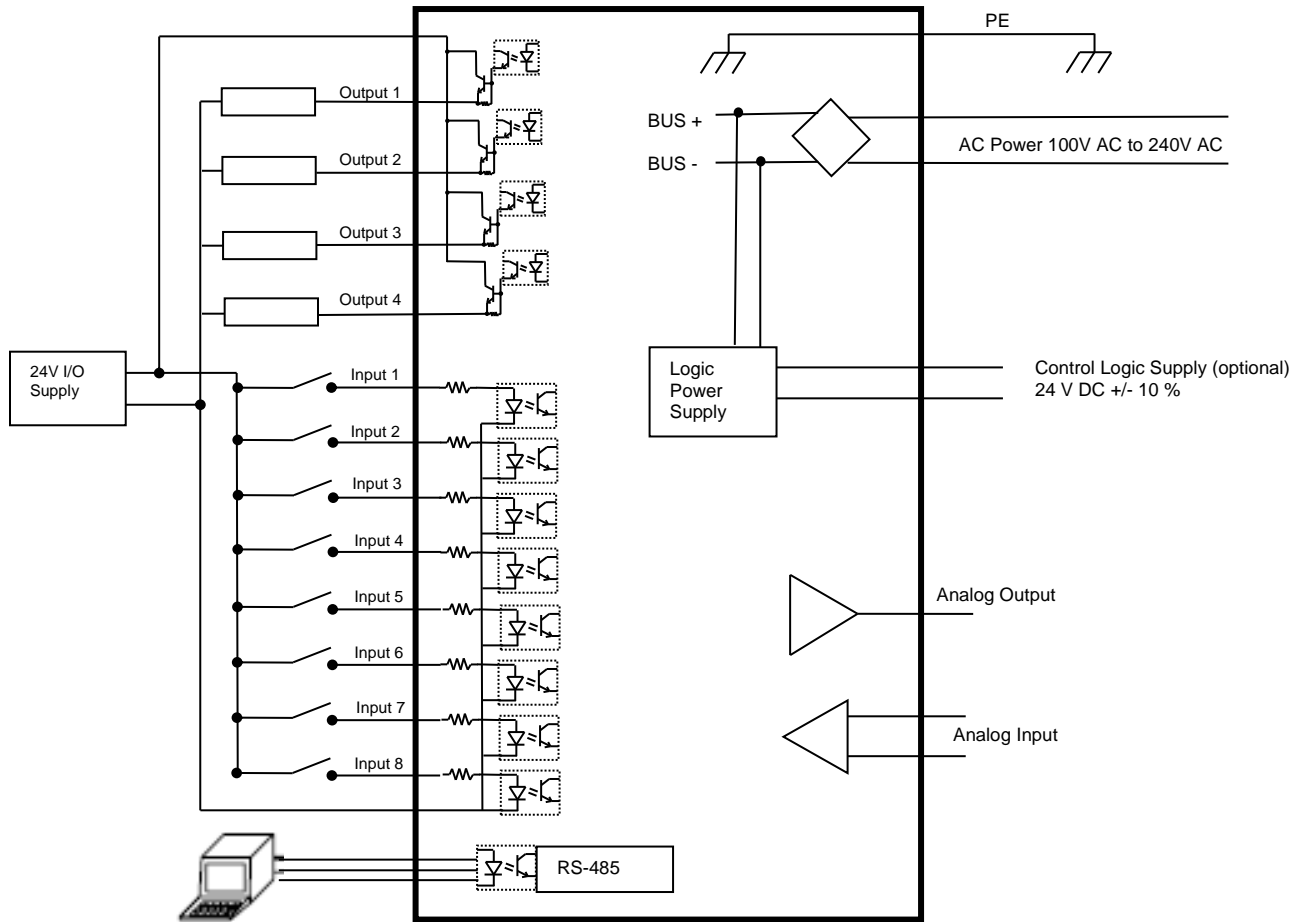 PE
Output 1
BUS +
AC Power 100V AC to 240V AC
Output 2
BUS -
Output 3
Output 4
24V I/O
Supply
Input 1
Logic
Power
Supply
Control Logic Supply (optional)
24 V DC +/- 10 %
Input 2
Input 3
Input 4
Input 5
Analog Output
Input 6
Input 7
Analog Input
Input 8
RS-485